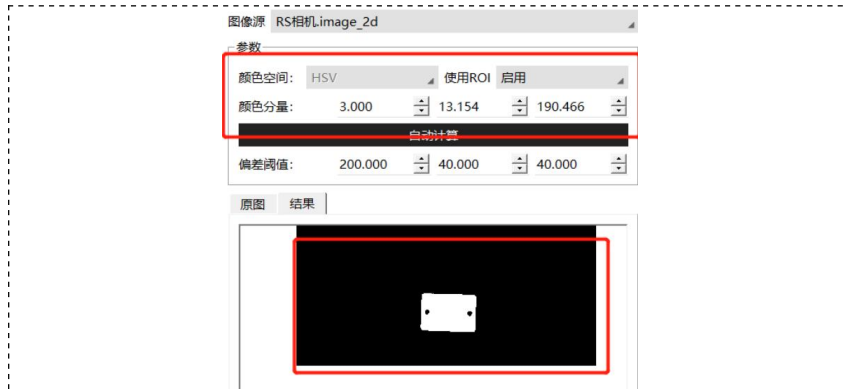 图像源 RS相机.image_2d
参数
颜色空间: HSV 使用ROI 启用
颜色分量: 3.000 13.154 190.466
自动计算
偏差阈值: 200.000 40.000 40.000
原图 结果